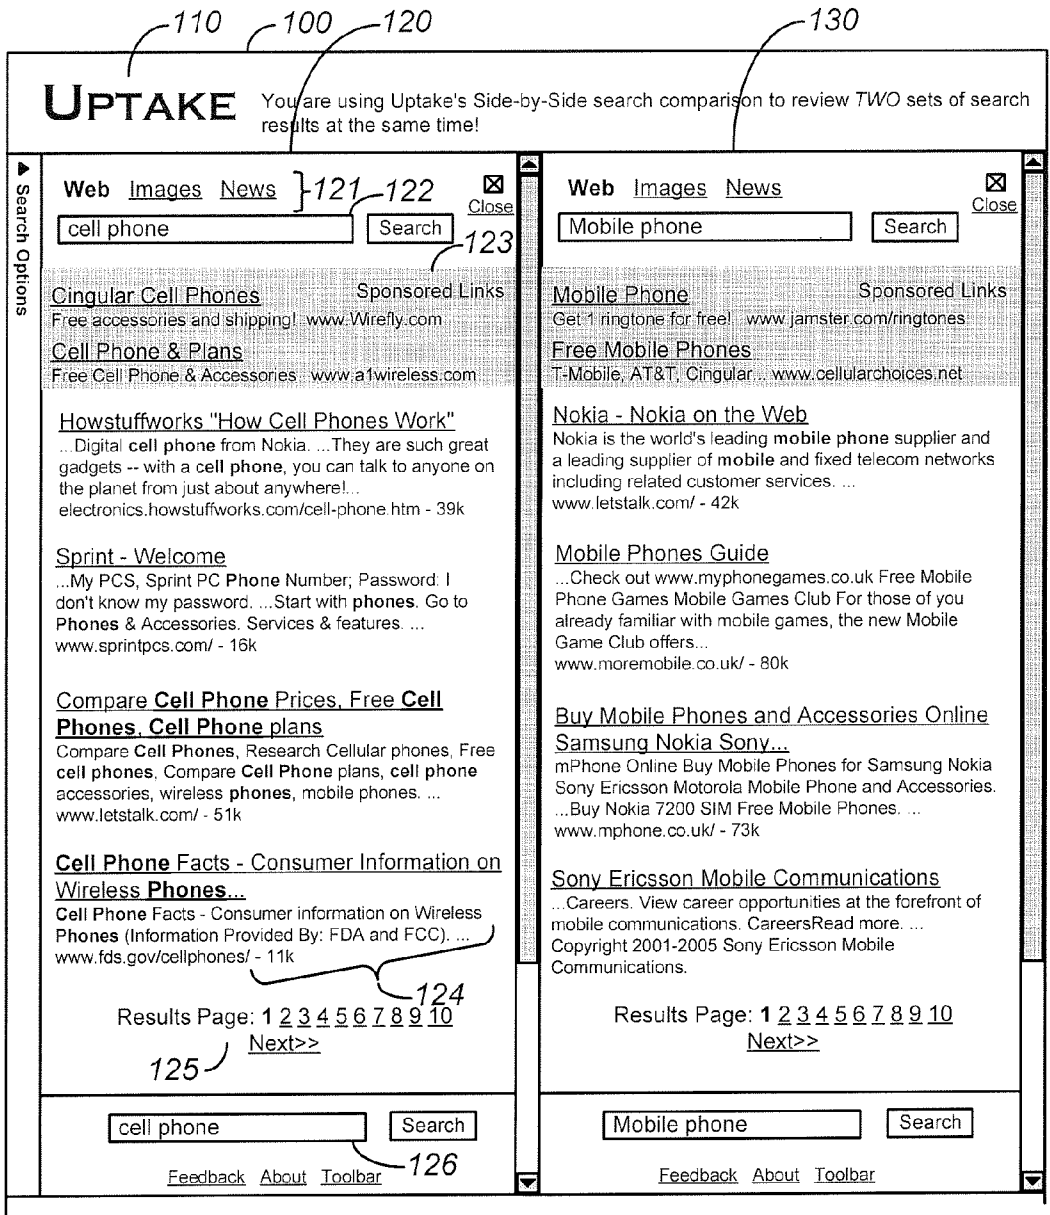 110 100 120 130
UPTAKE
You are using Uptake's Side-by-Side search comparison to review TWO sets of search
results at the same time!
Search Options
Web Images News 121 122
Close
cell phone Search
123
Cingular Cell Phones Sponsored Links
Free accessories and shipping! www.Wirefly.com
Cell Phone & Plans
Free Cell Phone & Accessories www.a1wireless.com
Howstuffworks "How Cell Phones Work"
...Digital cell phone from Nokia. ...They are such great
gadgets -- with a cell phone, you can talk to anyone on
the planet from just about anywhere!...
electronics.howstuffworks.com/cell-phone.htm - 39k
Sprint - Welcome
...My PCS, Sprint PC Phone Number; Password: I
don't know my password. ...Start with phones. Go to
Phones & Accessories. Services & features. ...
www.sprintpcs.com/ - 16k
Compare Cell Phone Prices, Free Cell
Phones, Cell Phone plans
Compare Cell Phones, Research Cellular phones, Free
cell phones, Compare Cell Phone plans, cell phone
accessories, wireless phones, mobile phones. ...
www.letstalk.com/ - 51k
Cell Phone Facts - Consumer Information on
Wireless Phones...
Cell Phone Facts - Consumer information on Wireless
Phones (Information Provided By: FDA and FCC). ...
www.fds.gov/cellphones/ - 11k
124
Results Page: 1 2 3 4 5 6 7 8 9 10
Next>>
125
cell phone Search
126
Feedback About Toolbar
Web Images News
Close
Mobile phone Search
Mobile Phone Sponsored Links
Get 1 ringtone for free! www.jamster.com/ringtones
Free Mobile Phones
T-Mobile, AT&T, Cingular... www.cellularchoices.net
Nokia - Nokia on the Web
Nokia is the world's leading mobile phone supplier and
a leading supplier of mobile and fixed telecom networks
including related customer services. ...
www.letstalk.com/ - 42k
Mobile Phones Guide
...Check out www.myphonegames.co.uk Free Mobile
Phone Games Mobile Games Club For those of you
already familiar with mobile games, the new Mobile
Game Club offers...
www.moremobile.co.uk/ - 80k
Buy Mobile Phones and Accessories Online
Samsung Nokia Sony...
mPhone Online Buy Mobile Phones for Samsung Nokia
Sony Ericsson Motorola Mobile Phone and Accessories.
...Buy Nokia 7200 SIM Free Mobile Phones. ...
www.mphone.co.uk/ - 73k
Sony Ericsson Mobile Communications
...Careers. View career opportunities at the forefront of
mobile communications. CareersRead more. ...
Copyright 2001-2005 Sony Ericsson Mobile
Communications.
Results Page: 1 2 3 4 5 6 7 8 9 10
Next>>
Mobile phone Search
Feedback About Toolbar